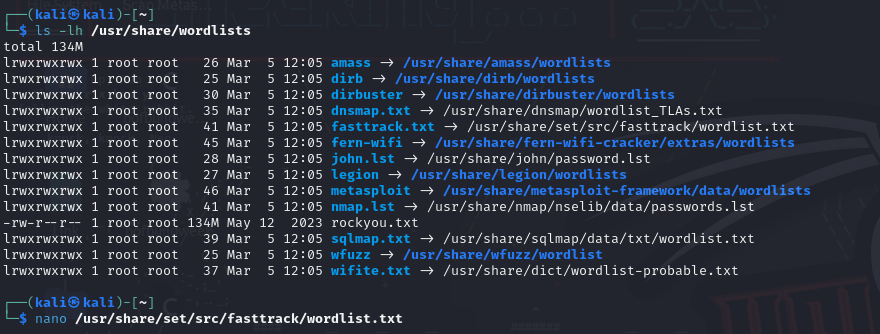 ┌──(kali㉿kali)-[~]
└─$ ls -lh /usr/share/wordlists
total 134M
lrwxrwxrwx 1 root root   26 Mar  5 12:05 amass → /usr/share/amass/wordlists
lrwxrwxrwx 1 root root   25 Mar  5 12:05 dirb → /usr/share/dirb/wordlists
lrwxrwxrwx 1 root root   30 Mar  5 12:05 dirbuster → /usr/share/dirbuster/wordlists
lrwxrwxrwx 1 root root   35 Mar  5 12:05 dnsmap.txt → /usr/share/dnsmap/wordlist_TLAs.txt
lrwxrwxrwx 1 root root   41 Mar  5 12:05 fasttrack.txt → /usr/share/set/src/fasttrack/wordlist.txt
lrwxrwxrwx 1 root root   45 Mar  5 12:05 fern-wifi → /usr/share/fern-wifi-cracker/extras/wordlists
lrwxrwxrwx 1 root root   28 Mar  5 12:05 john.lst → /usr/share/john/password.lst
lrwxrwxrwx 1 root root   27 Mar  5 12:05 legion → /usr/share/legion/wordlists
lrwxrwxrwx 1 root root   46 Mar  5 12:05 metasploit → /usr/share/metasploit-framework/data/wordlists
lrwxrwxrwx 1 root root   41 Mar  5 12:05 nmap.lst → /usr/share/nmap/nselib/data/passwords.lst
-rw-r--r-- 1 root root 134M May 12  2023 rockyou.txt
lrwxrwxrwx 1 root root   39 Mar  5 12:05 sqlmap.txt → /usr/share/sqlmap/data/txt/wordlist.txt
lrwxrwxrwx 1 root root   25 Mar  5 12:05 wfuzz → /usr/share/wfuzz/wordlist
lrwxrwxrwx 1 root root   37 Mar  5 12:05 wifite.txt → /usr/share/dict/wordlist-probable.txt
┌──(kali㉿kali)-[~]
└─$ nano /usr/share/set/src/fasttrack/wordlist.txt